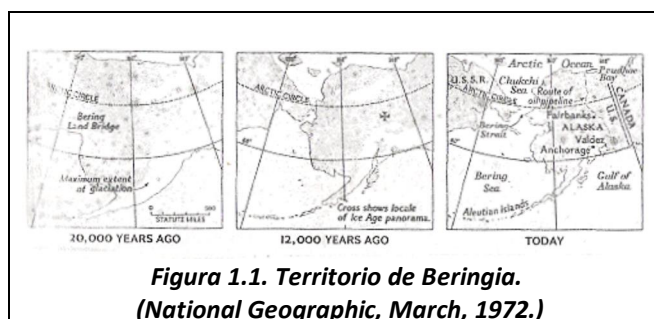 ARCTIC CIRCLE
Bering
Land Bridge
Maximum extent
of glaciation
STATUTE MILES
20,000 YEARS AGO
ARCTIC CIRCLE
Cross shows locale
of Ice Age panorama.
12,000 YEARS AGO
Arctic Ocean
Prudhoe
Bay
U.S.S.R.
Chukchi
Sea
Route of
oil pipeline
ARCTIC CIRCLE
CANADA
U.S.
Bering
Strait
Fairbanks
ALASKA
Valdez
Anchorage
Bering
Sea
Gulf of
Alaska
Aleutian Islands
TODAY
Figura 1.1. Territorio de Beringia.
(National Geographic, March, 1972.)